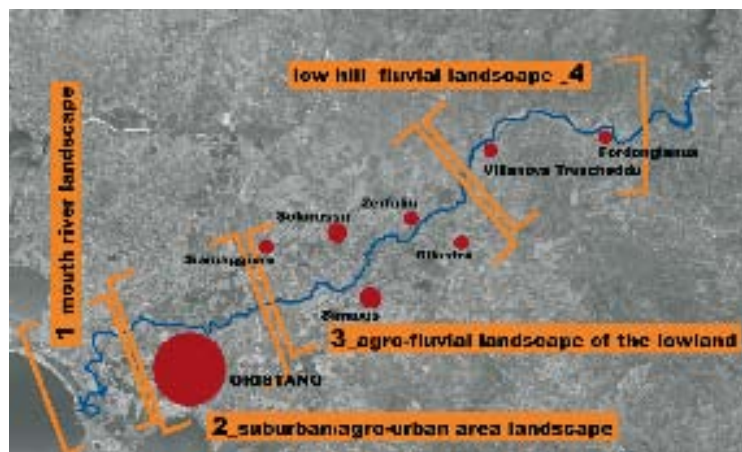 low hill fluvial landscape _4
1 mouth river landscape
Fordongianus
Villanova Truschedu
Zerfaliu
Solarussa
Siamaggiore
Ollastra
Simaxis
3_agro-fluvial landscape of the lowland
ORISTANO
2_suburban/agro-urban area landscape